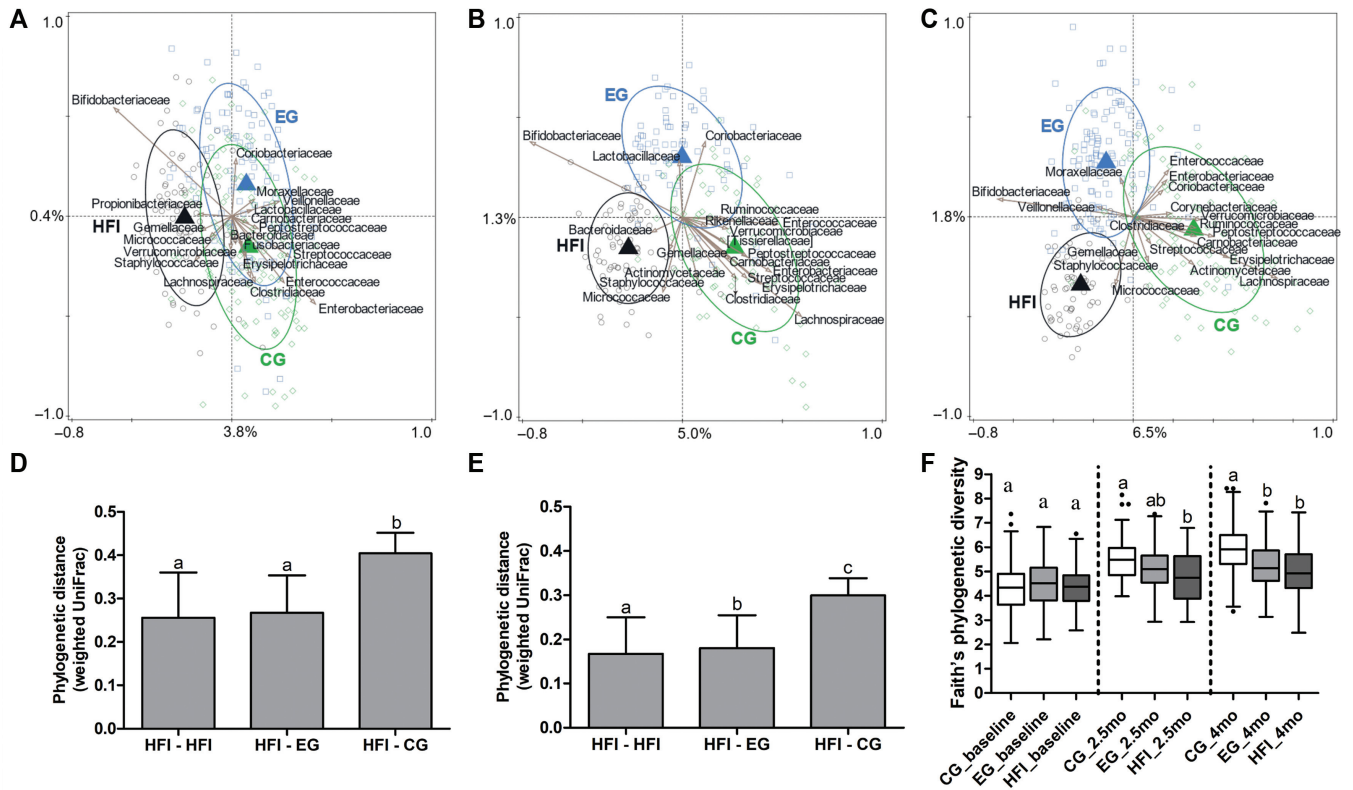 A
1.0
Bifidobacteriaceae
EG
Coriobacteriaceae
Moraxellaceae
Veillonellaceae
Propionibacteriaceae
Lactobacillaceae
0.4%
HFI
Carnobacteriaceae
Gemellaceae
Peptostreptococcaceae
Micrococcaceae
Bacteroidaceae
Fusobacteriaceae
Verrucomicrobiaceae
Streptococcaceae
Staphylococcaceae
Erysipelotrichaceae
Lachnospiraceae
Enterococcaceae
Clostridiaceae
Enterobacteriaceae
CG
–1.0
–0.8
3.8%
1.0
B
1.0
EG
Bifidobacteriaceae
Coriobacteriaceae
Lactobacillaceae
Ruminococcaceae
1.3%
Rikenellaceae
Enterococcaceae
Bacteroidaceae
Verrucomicrobiaceae
HFI
Tissierellaceae
Gemellaceae
Peptostreptococcaceae
Carnobacteriaceae
Actinomycetaceae
Enterobacteriaceae
Staphylococcaceae
Streptococcaceae
Erysipelotrichaceae
Micrococcaceae
Clostridiaceae
Lachnospiraceae
CG
–1.0
–0.8
5.0%
1.0
C
1.0
EG
Enterococcaceae
Moraxellaceae
Enterobacteriaceae
Coriobacteriaceae
Bifidobacteriaceae
Veillonellaceae
Corynebacteriaceae
1.8%
Verrucomicrobiaceae
Clostridiaceae
Ruminococcaceae
Peptostreptococcaceae
Carnobacteriaceae
Gemellaceae
Streptococcaceae
Erysipelotrichaceae
Staphylococcaceae
Actinomycetaceae
Lachnospiraceae
Micrococcaceae
HFI
CG
–1.0
–0.8
6.5%
1.0
D
Phylogenetic distance
(weighted UniFrac)
0.5
0.4
0.3
0.2
0.1
0.0
a
a
b
HFI - HFI
HFI - EG
HFI - CG
E
Phylogenetic distance
(weighted UniFrac)
0.5
0.4
0.3
0.2
0.1
0.0
a
b
c
HFI - HFI
HFI - EG
HFI - CG
F
Faith's phylogenetic diversity
9
8
7
6
5
4
3
2
1
0
a
a
a
a
ab
b
a
b
b
CG_baseline
EG_baseline
HFI_baseline
CG_2.5mo
EG_2.5mo
HFI_2.5mo
CG_4mo
EG_4mo
HFI_4mo